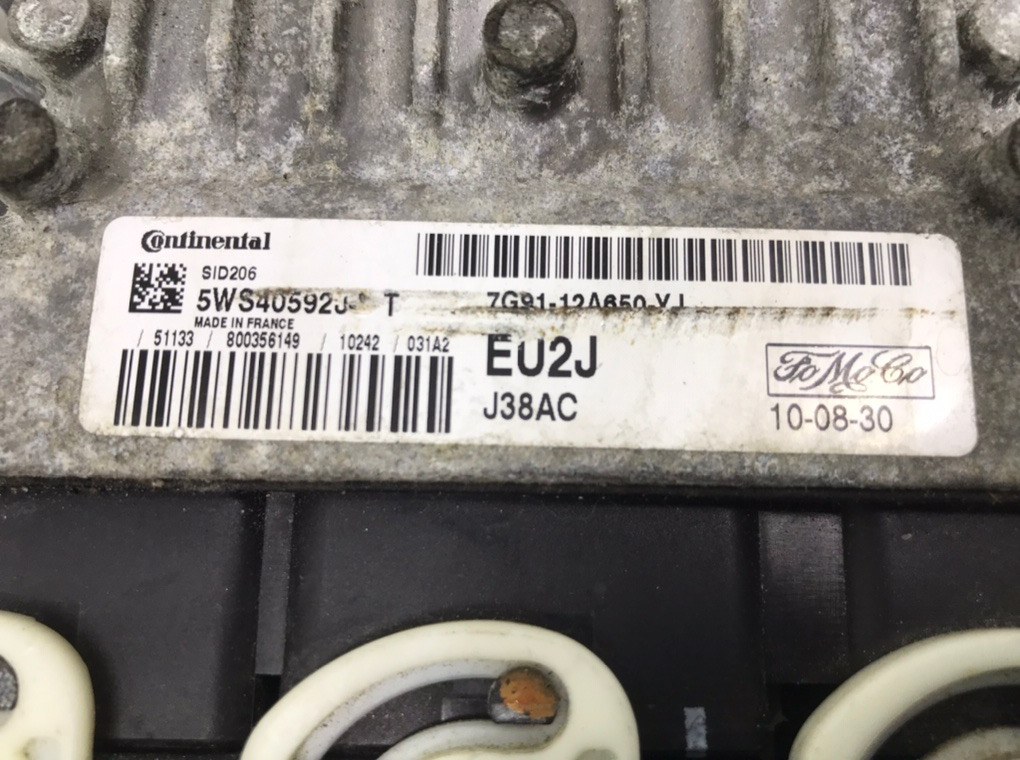 Continental
SID206
5WS40592J- T
7G91-12A650-YJ
MADE IN FRANCE
/ 51133 / 800356149 / 10242 / 031A2
EU2J
J38AC
FoMoCo
10-08-30